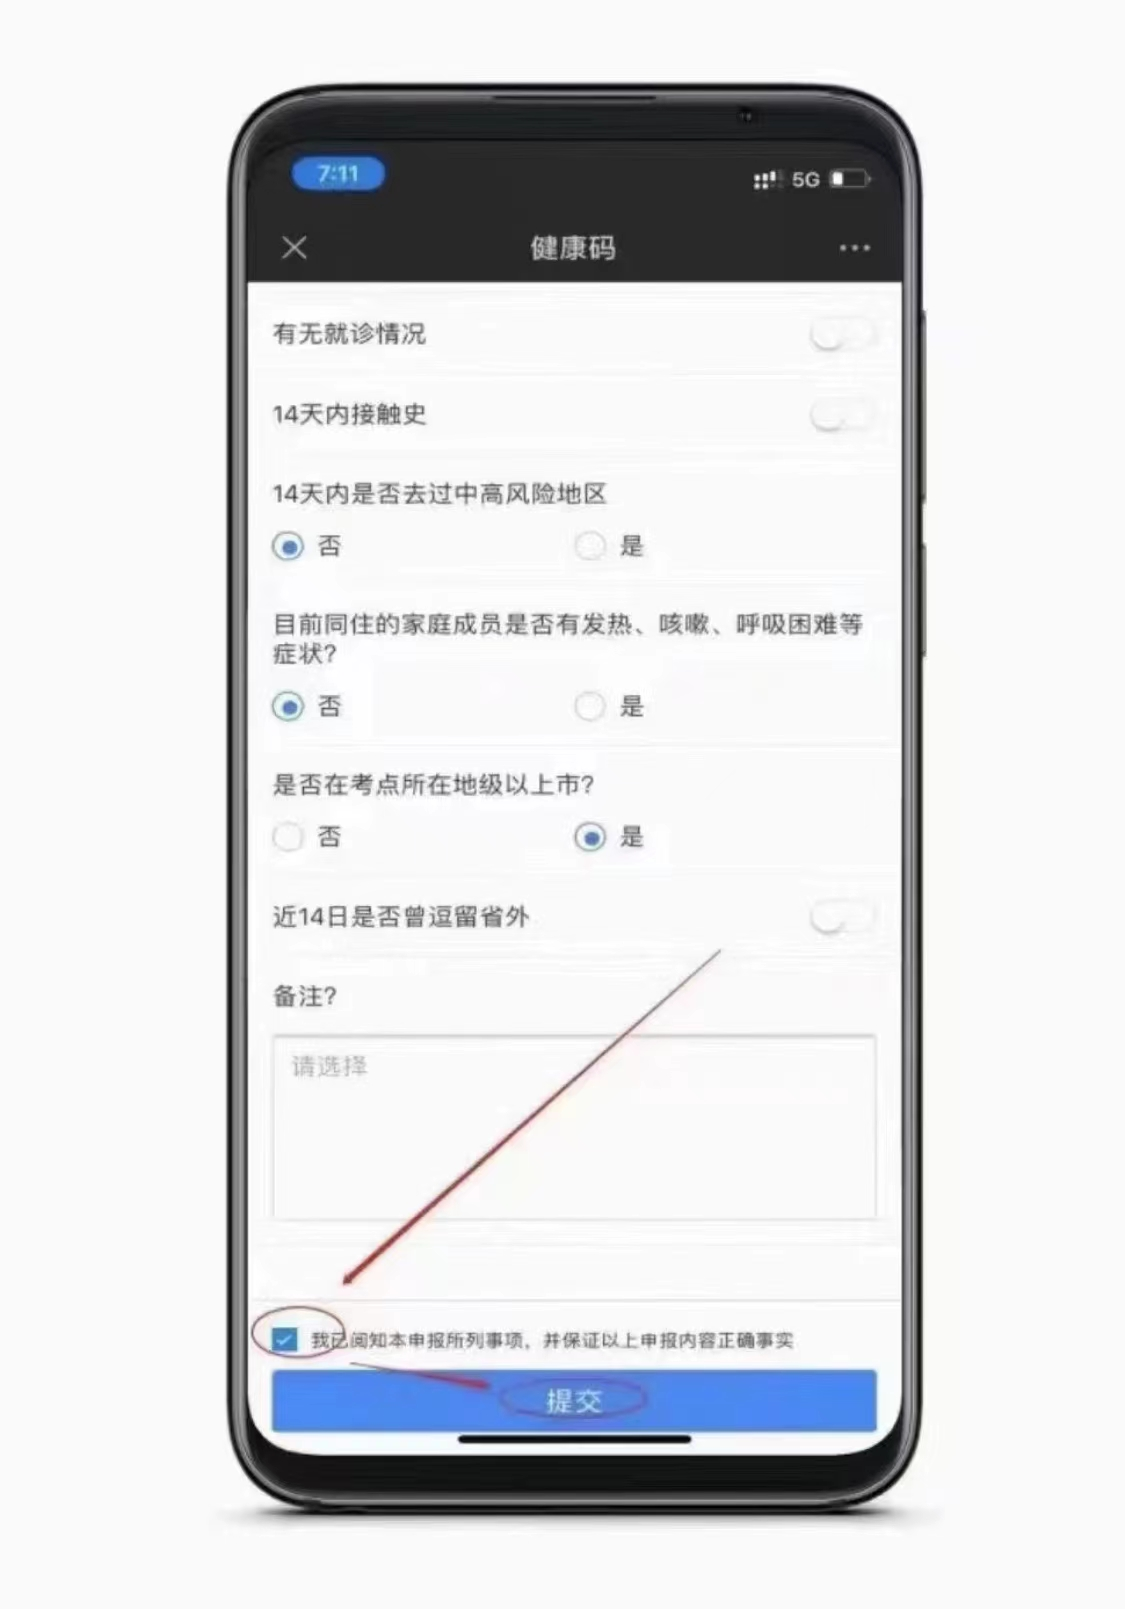 7:11
5G
健康码
有无就诊情况
14天内接触史
14天内是否去过中高风险地区
否 是
目前同住的家庭成员是否有发热、咳嗽、呼吸困难等
症状?
否 是
是否在考点所在地级以上市?
否 是
近14日是否曾逗留省外
备注?
请选择
我已阅知本申报所列事项，并保证以上申报内容正确事实
提交